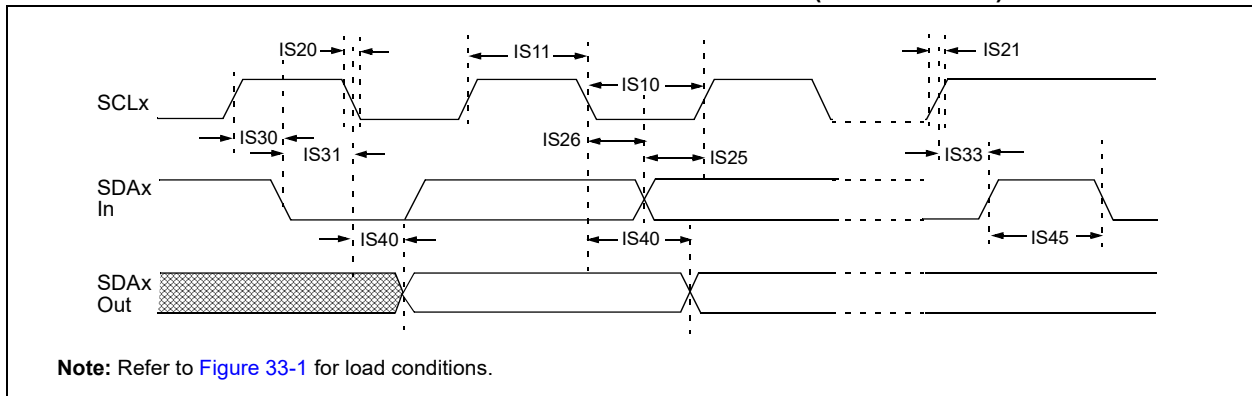 IS20
IS11
IS21
IS10
SCLx
IS30
IS26
IS31
IS25
IS33
SDAx
In
IS40
IS40
IS45
SDAx
Out
Note: Refer to Figure 33-1 for load conditions.